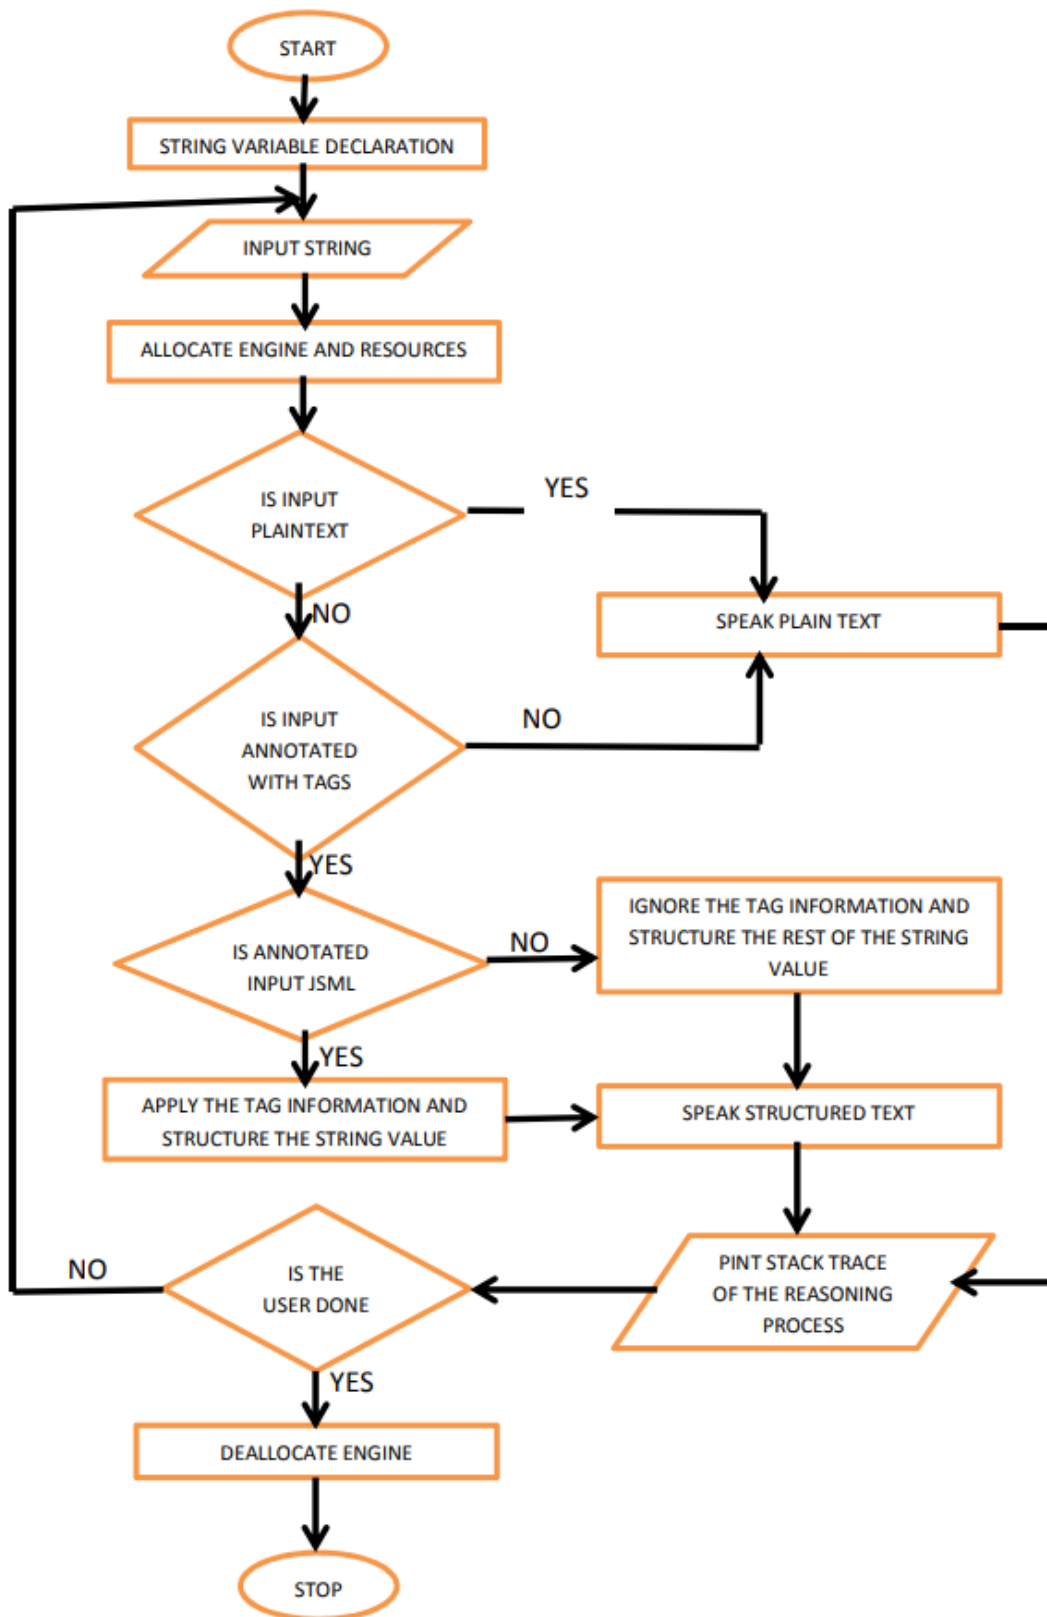 START
STRING VARIABLE DECLARATION
INPUT STRING
ALLOCATE ENGINE AND RESOURCES
IS INPUT
PLAINTEXT
YES
NO
SPEAK PLAIN TEXT
IS INPUT
ANNOTATED
WITH TAGS
NO
YES
IS ANNOTATED
INPUT JSML
NO
IGNORE THE TAG INFORMATION AND
STRUCTURE THE REST OF THE STRING
VALUE
YES
APPLY THE TAG INFORMATION AND
STRUCTURE THE STRING VALUE
SPEAK STRUCTURED TEXT
PINT STACK TRACE
OF THE REASONING
PROCESS
IS THE
USER DONE
NO
YES
DEALLOCATE ENGINE
STOP